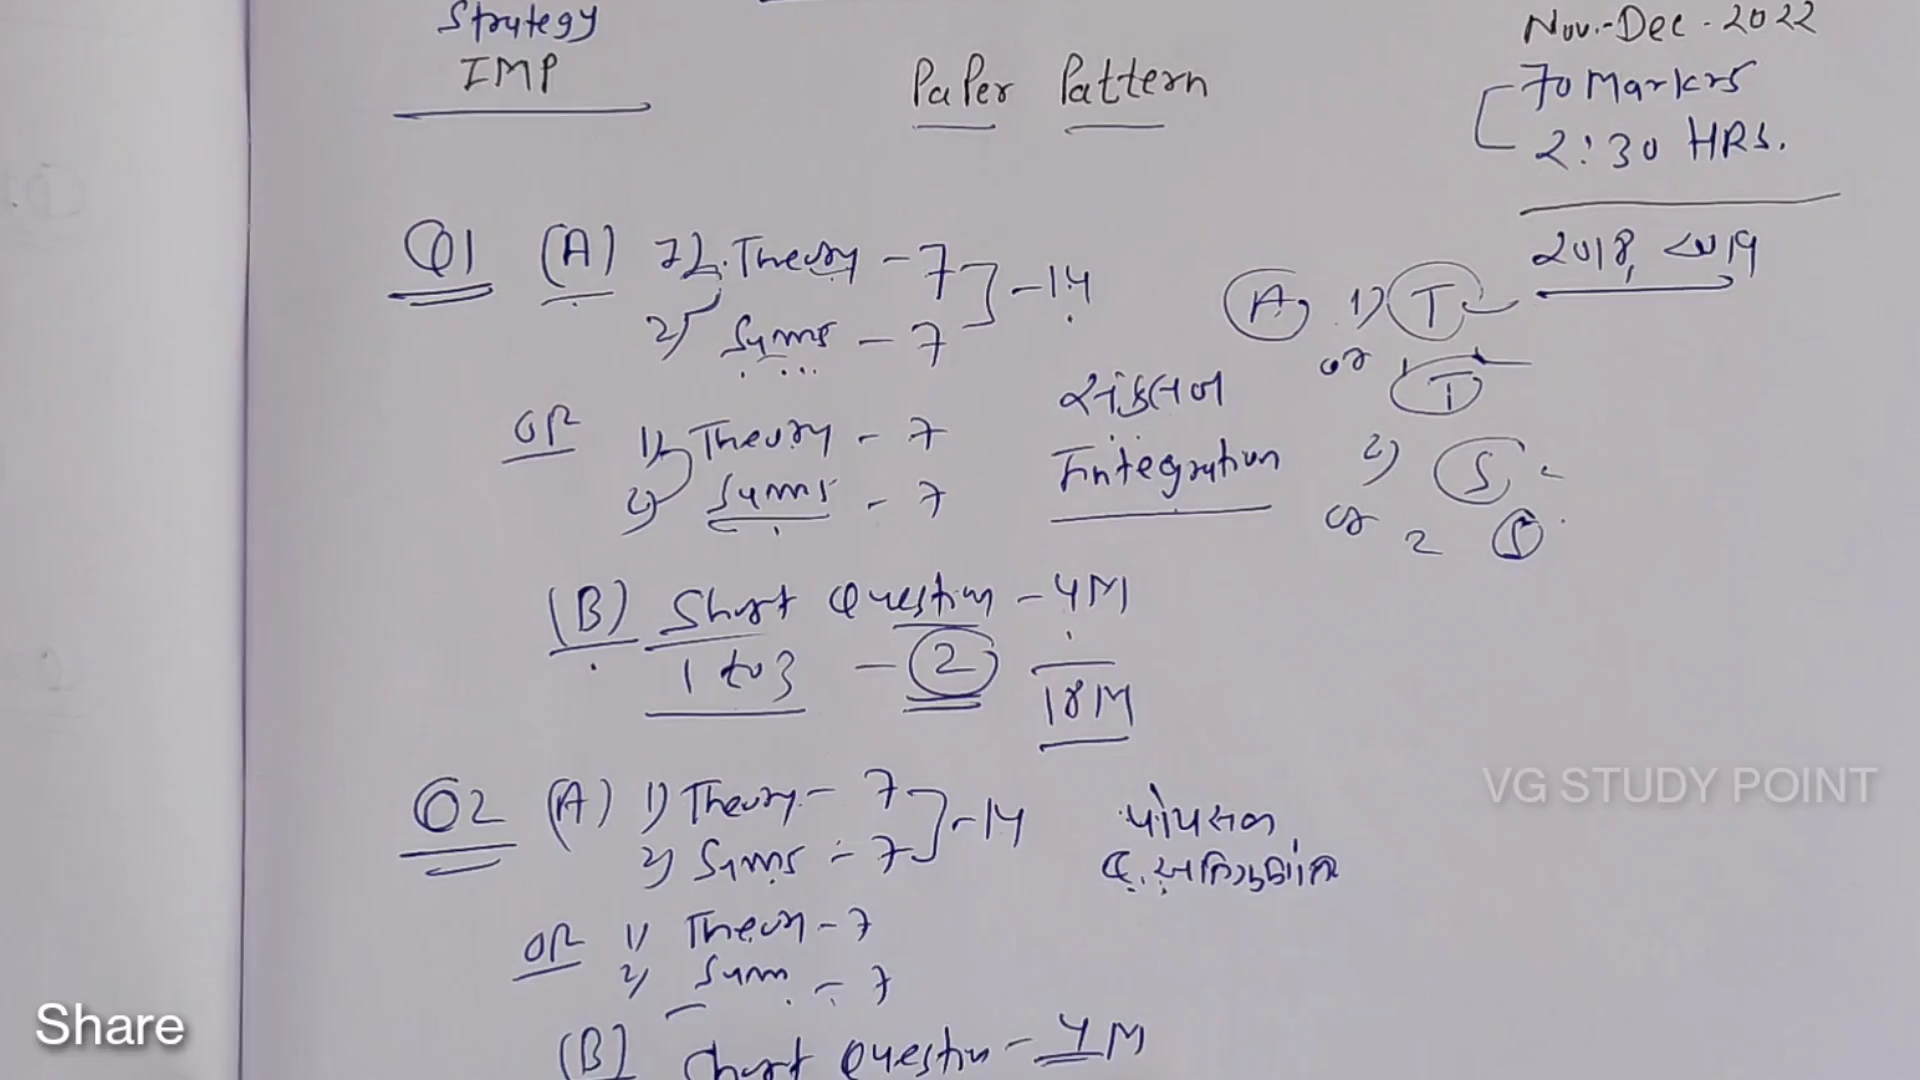 Strategy
IMP
Paper Pattern
Nov.-Dec - 2022
70 Markrs
2:30 HRS.
2018, 2019
Q1 (A) 1). Theory - 7
2) Sums - 7
- 14
OR 1) Theory - 7
2) Sums - 7
સંકલન
Integration
A 1) T
or 1 T
2) S
or 2 S
(B) Short Question - 4M
1 to 3 - 2
18M
Q2 (A) 1) Theory - 7
2) Sums - 7
- 14
OR 1) Theory - 7
2) Sum - 7
(B) Short Question - 4M
VG STUDY POINT
Share